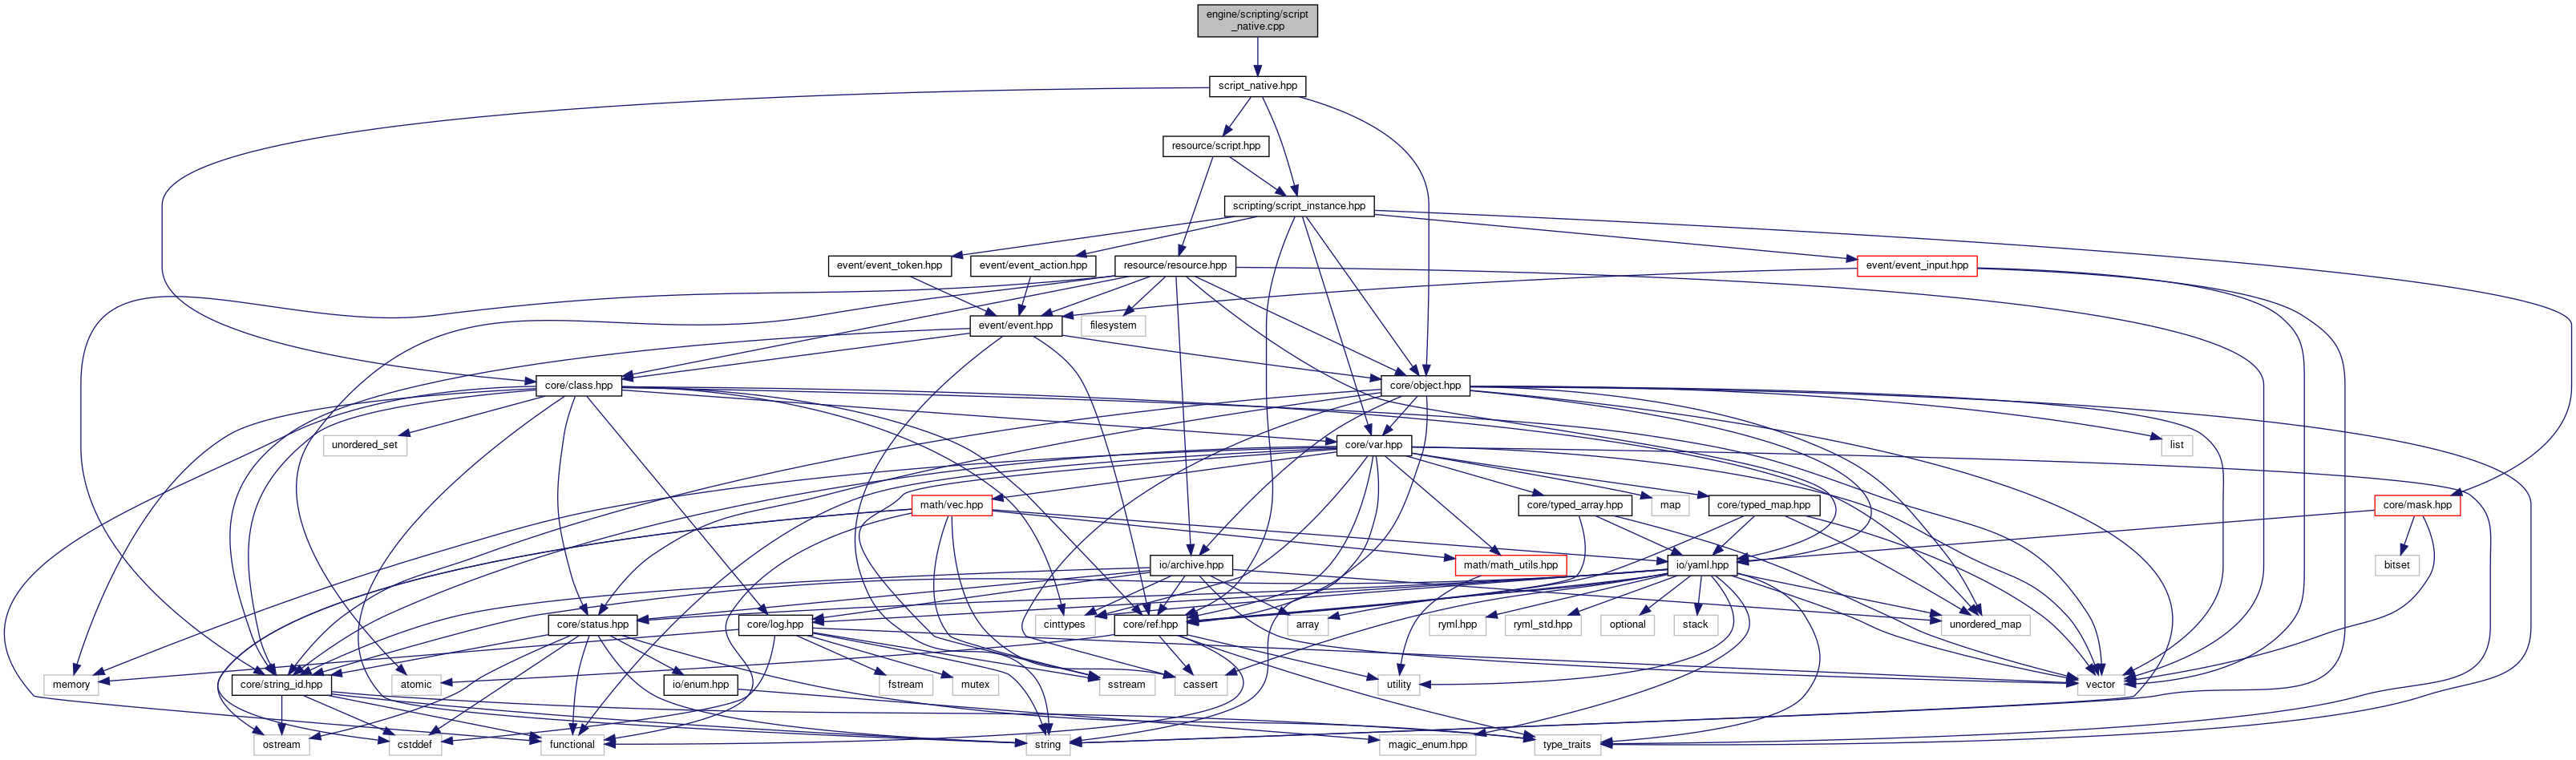 engine/scripting/script
_native.cpp
script_native.hpp
resource/script.hpp
scripting/script_instance.hpp
event/event_token.hpp
event/event_action.hpp
resource/resource.hpp
event/event_input.hpp
event/event.hpp
filesystem
core/class.hpp
core/object.hpp
unordered_set
core/var.hpp
list
math/vec.hpp
core/typed_array.hpp
map
core/typed_map.hpp
core/mask.hpp
io/archive.hpp
math/math_utils.hpp
io/yaml.hpp
bitset
core/status.hpp
core/log.hpp
cinttypes
core/ref.hpp
array
ryml.hpp
ryml_std.hpp
optional
stack
unordered_map
memory
core/string_id.hpp
atomic
io/enum.hpp
fstream
mutex
sstream
cassert
utility
vector
ostream
cstddef
functional
string
magic_enum.hpp
type_traits